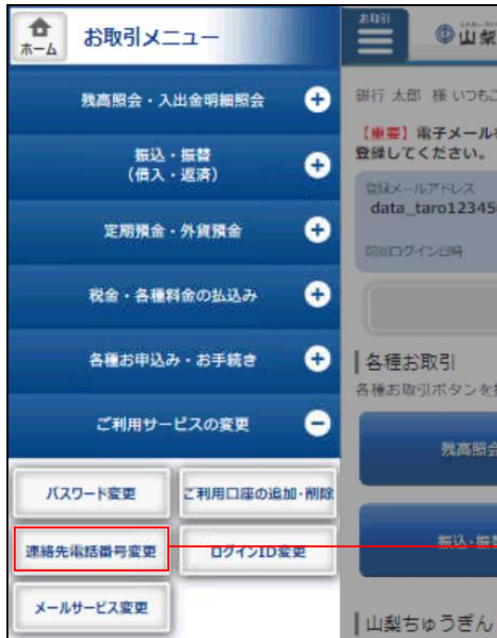 ホーム
お取引メニュー
残高照会・入出金明細照会
振込・振替
(借入・返済)
定期預金・外貨預金
税金・各種料金の払込み
各種お申込み・お手続き
ご利用サービスの変更
パスワード変更
ご利用口座の追加・削除
連絡先電話番号変更
ログインID変更
メールサービス変更
お取引
山梨
銀行 太郎 様 いつもご
【重要】電子メール
登録してください。
登録メールアドレス
data_taro12345
前回ログイン日時
各種お取引
各種お取引ボタンを
残高照会
振込・振替
山梨ちゅうぎん